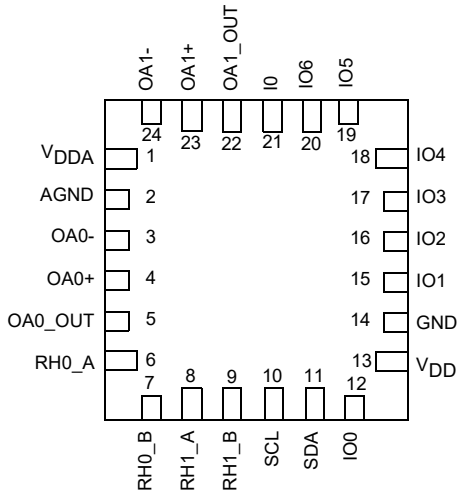 OA1-
OA1+
OA1_OUT
I0
IO6
IO5
24 23 22 21 20 19
VDDA 1 18 IO4
AGND 2 17 IO3
OA0- 3 16 IO2
OA0+ 4 15 IO1
OA0_OUT 5 14 GND
RH0_A 6 13 VDD
7 8 9 10 11 12
RH0_B
RH1_A
RH1_B
SCL
SDA
IO0